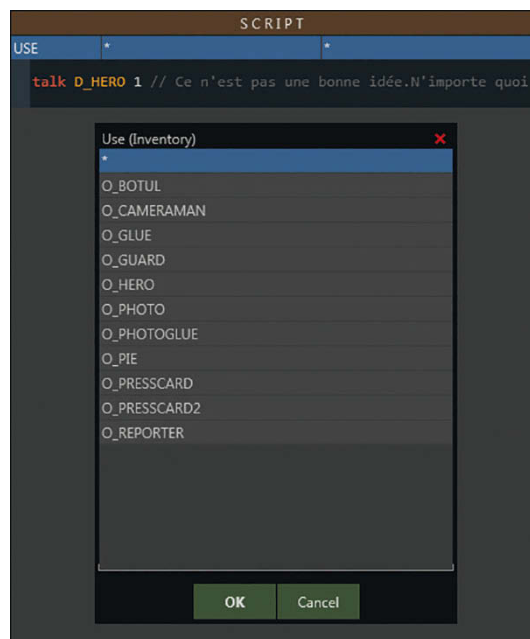 SCRIPT
USE * *
talk D_HERO 1 // Ce n'est pas une bonne idée.N'importe quoi
Use (Inventory)
*
O_BOTUL
O_CAMERAMAN
O_GLUE
O_GUARD
O_HERO
O_PHOTO
O_PHOTOGLUE
O_PIE
O_PRESSCARD
O_PRESSCARD2
O_REPORTER
OK Cancel